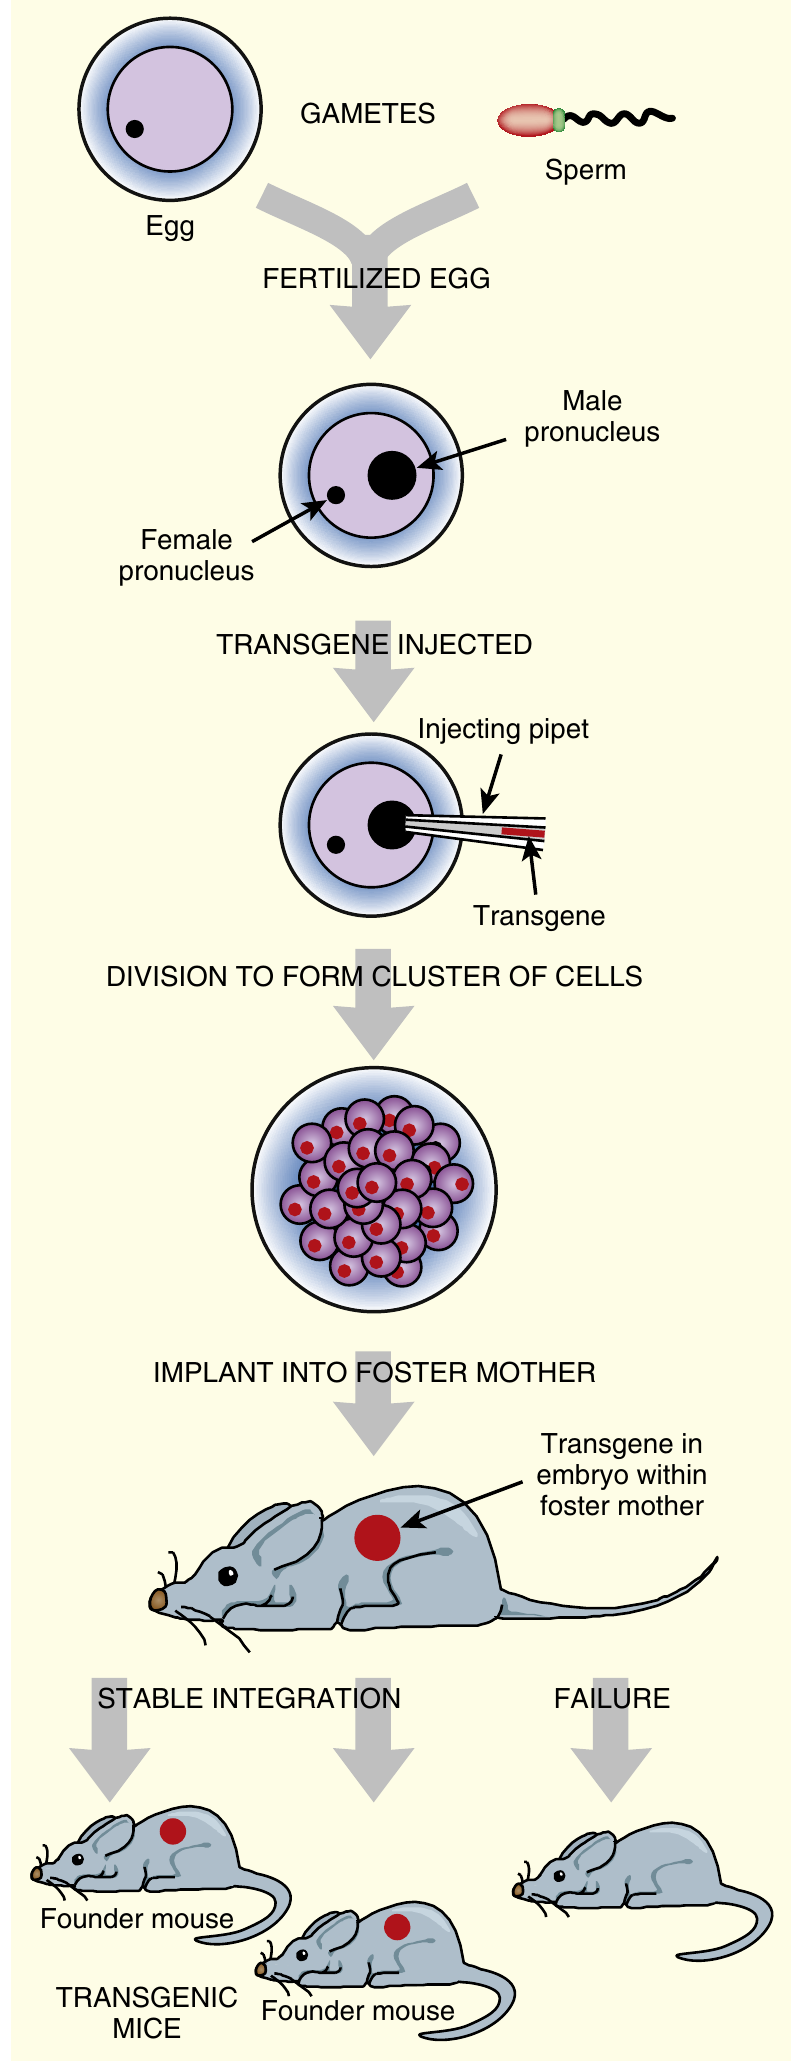 GAMETES
Sperm
Egg
FERTILIZED EGG
Male
pronucleus
Female
pronucleus
TRANSGENE INJECTED
Injecting pipet
Transgene
DIVISION TO FORM CLUSTER OF CELLS
IMPLANT INTO FOSTER MOTHER
Transgene in
embryo within
foster mother
STABLE INTEGRATION
FAILURE
Founder mouse
TRANSGENIC
MICE
Founder mouse